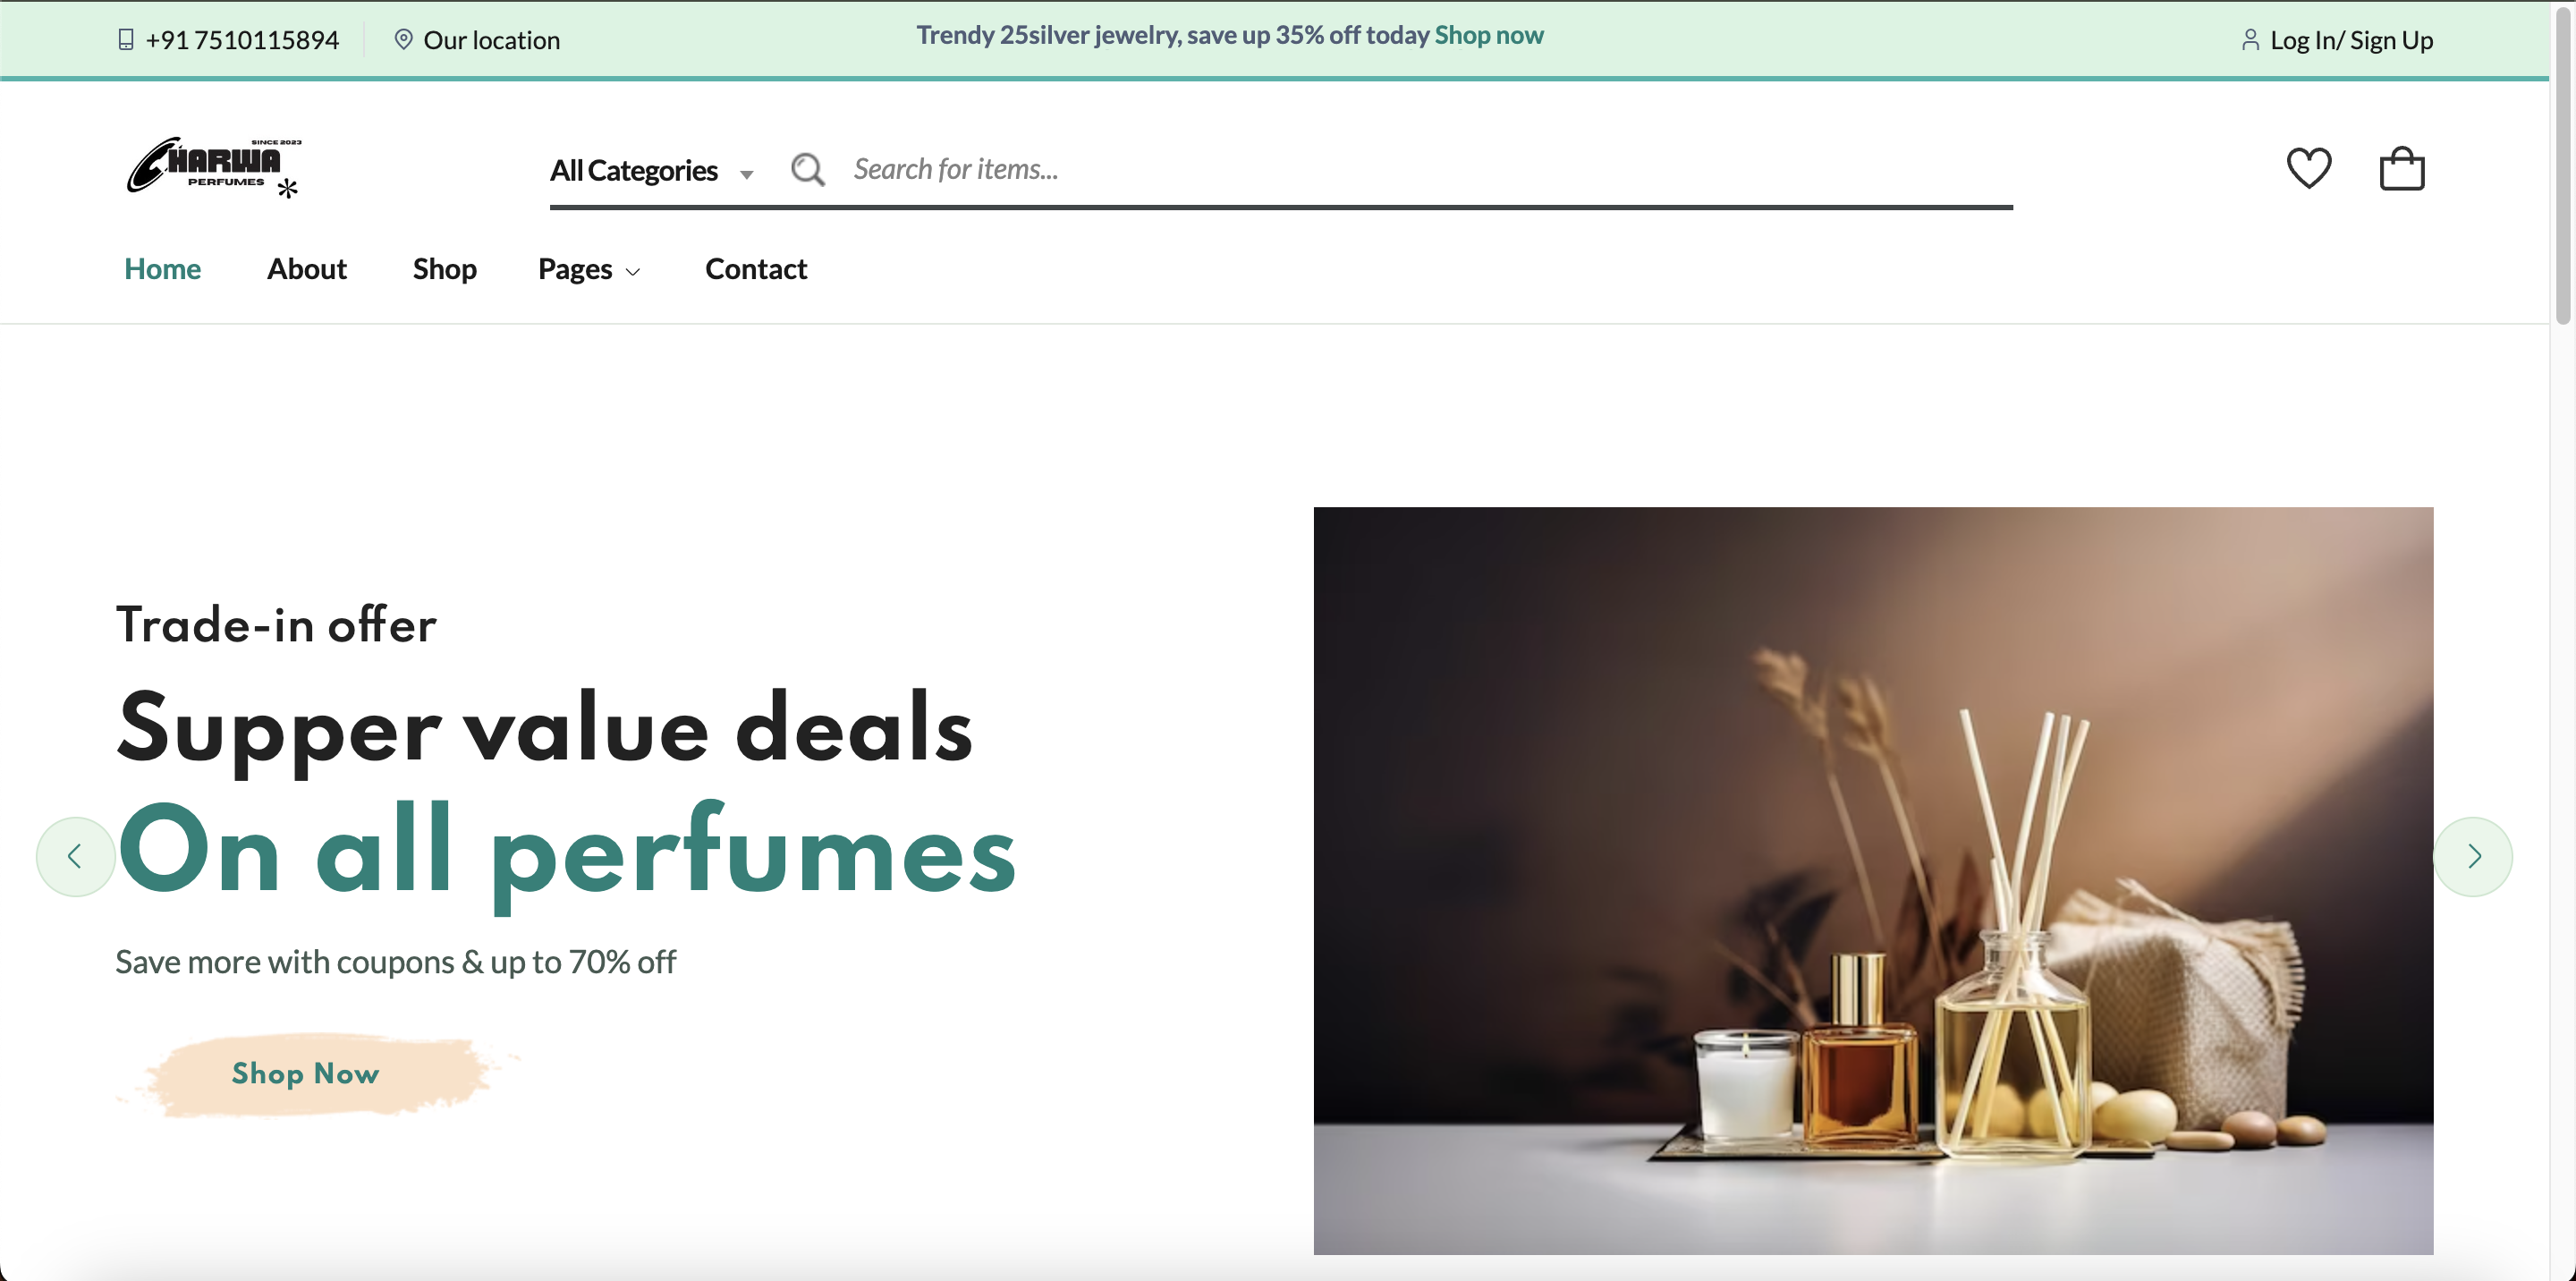 +91 7510115894
Our location
Trendy 25silver jewelry, save up 35% off today Shop now
Log In/ Sign Up
SINCE 2023
CHARWA
PERFUMES
All Categories
Search for items...
Home
About
Shop
Pages
Contact
Trade-in offer
Supper value deals
On all perfumes
Save more with coupons & up to 70% off
Shop Now